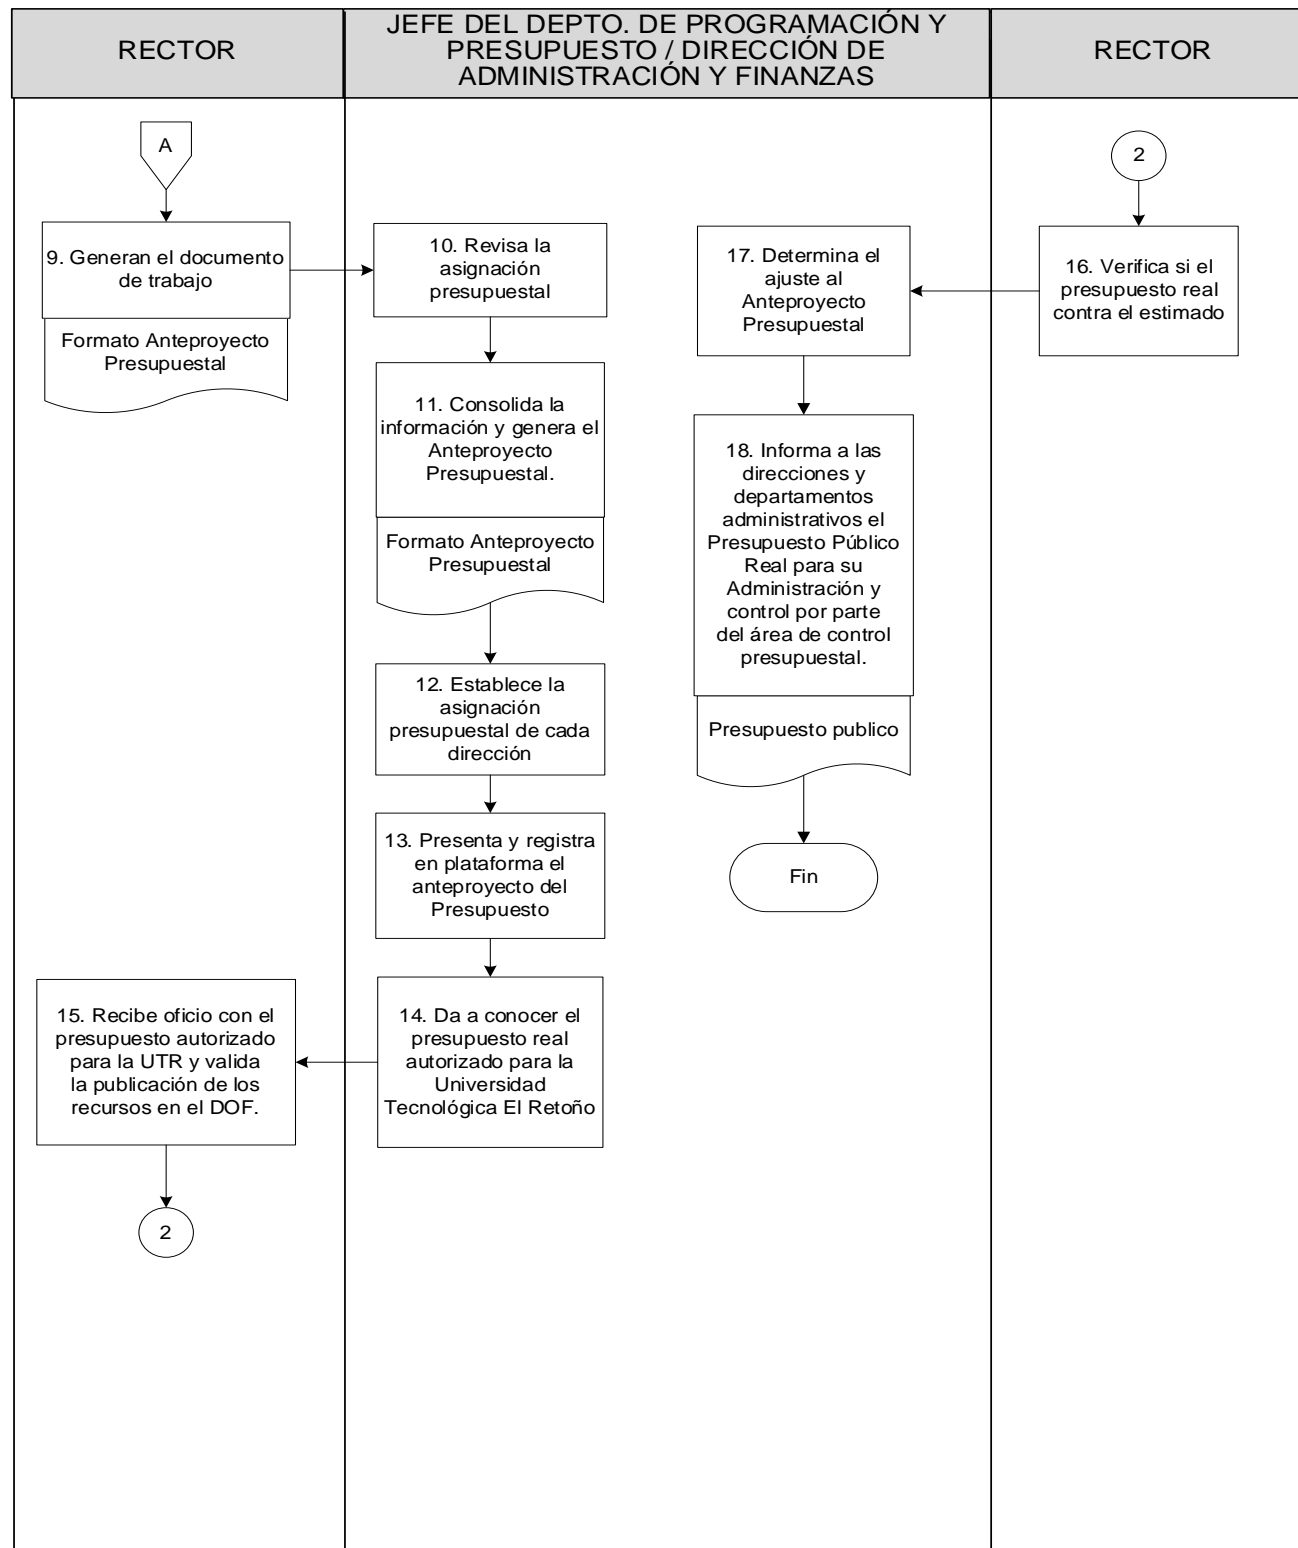 RECTOR
JEFE DEL DEPTO. DE PROGRAMACIÓN Y
PRESUPUESTO / DIRECCIÓN DE
ADMINISTRACIÓN Y FINANZAS
RECTOR
A
9. Generan el documento
de trabajo
Formato Anteproyecto
Presupuestal
10. Revisa la
asignación
presupuestal
11. Consolida la
información y genera el
Anteproyecto
Presupuestal.
Formato Anteproyecto
Presupuestal
12. Establece la
asignación
presupuestal de cada
dirección
13. Presenta y registra
en plataforma el
anteproyecto del
Presupuesto
14. Da a conocer el
presupuesto real
autorizado para la
Universidad
Tecnológica El Retoño
15. Recibe oficio con el
presupuesto autorizado
para la UTR y valida
la publicación de los
recursos en el DOF.
2
2
16. Verifica si el
presupuesto real
contra el estimado
17. Determina el
ajuste al
Anteproyecto
Presupuestal
18. Informa a las
direcciones y
departamentos
administrativos el
Presupuesto Público
Real para su
Administración y
control por parte
del área de control
presupuestal.
Presupuesto publico
Fin